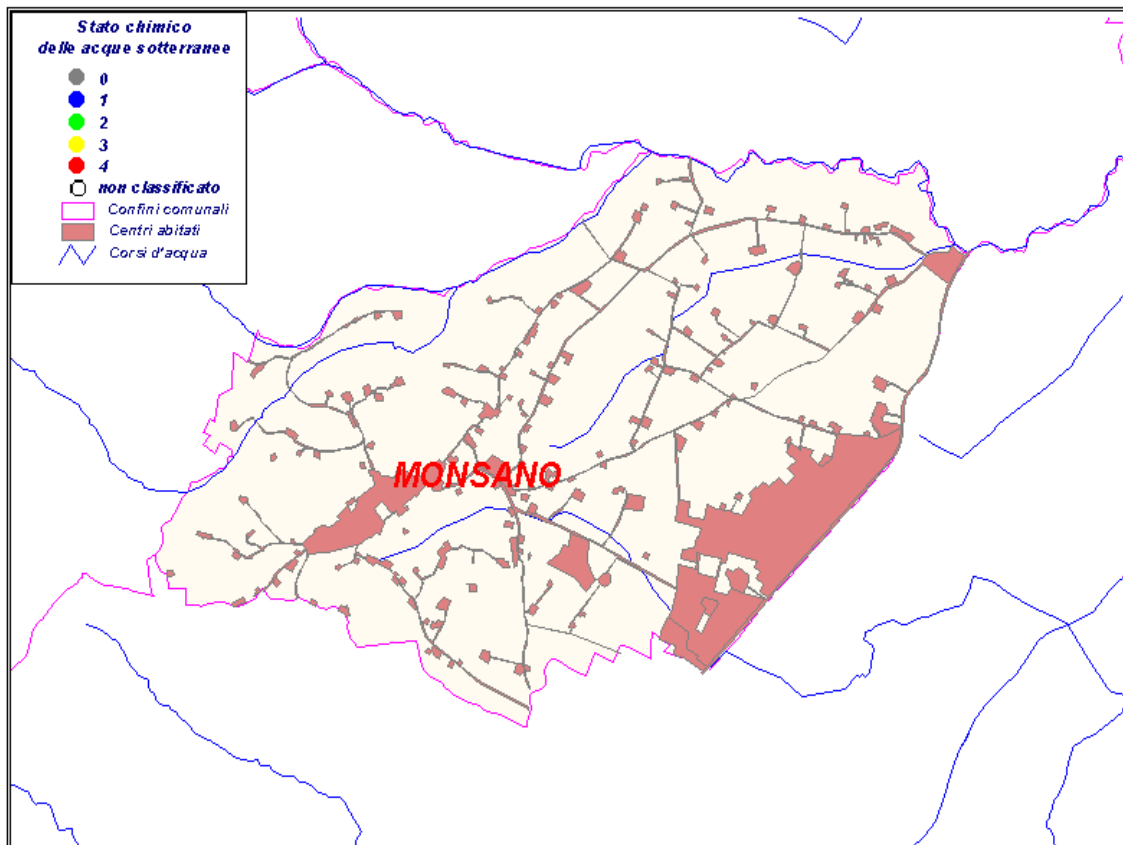 Stato chimico
delle acque sotterranee
0
1
2
3
4
non classificato
Confini comunali
Centri abitati
Corsi d'acqua
MONSANO